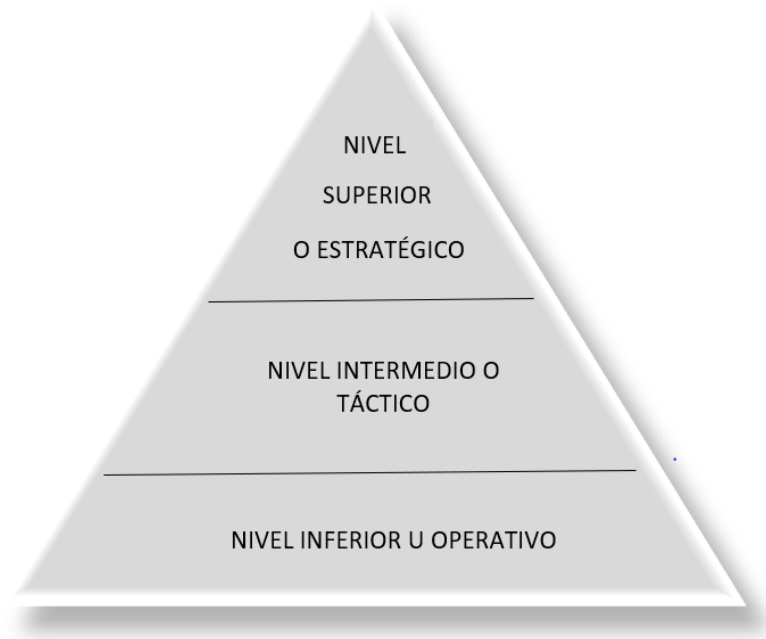 NIVEL
SUPERIOR
O ESTRATÉGICO
NIVEL INTERMEDIO O
TÁCTICO
NIVEL INFERIOR U OPERATIVO